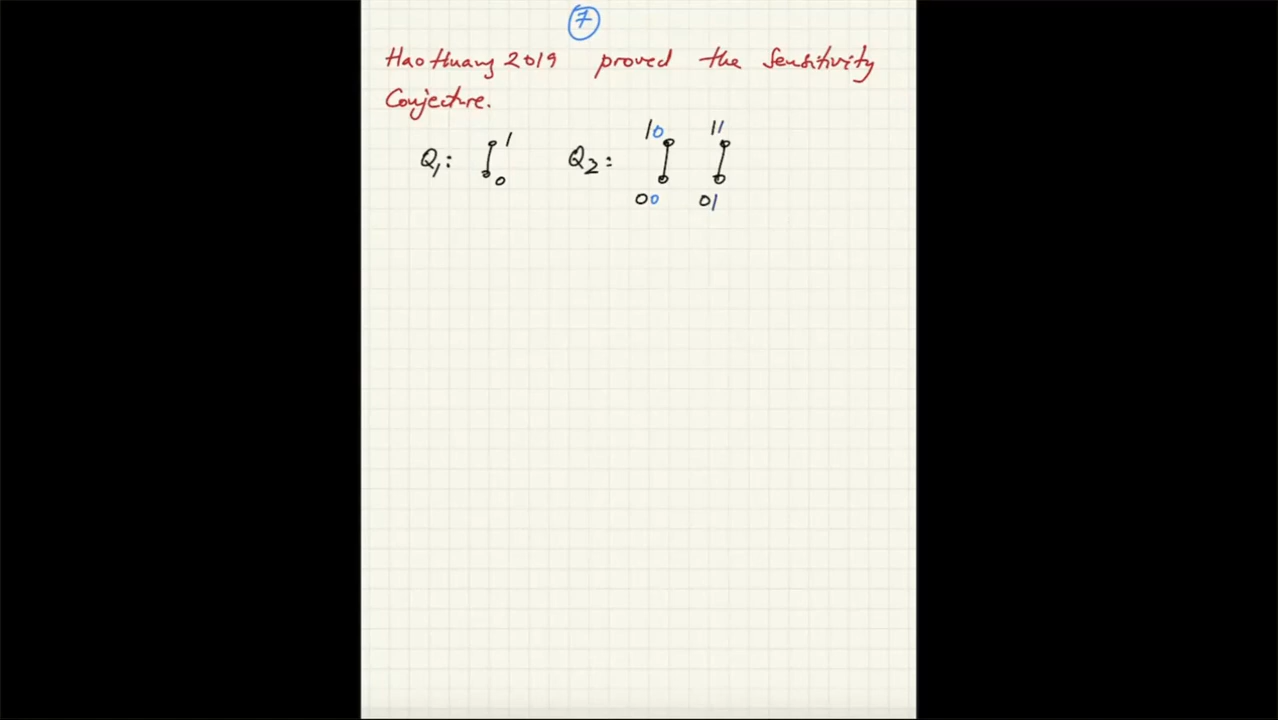 7
Hao Huang 2019 proved the Sensitivity
Conjecture.
Q1: 1 0 Q2: 10 11
00 01